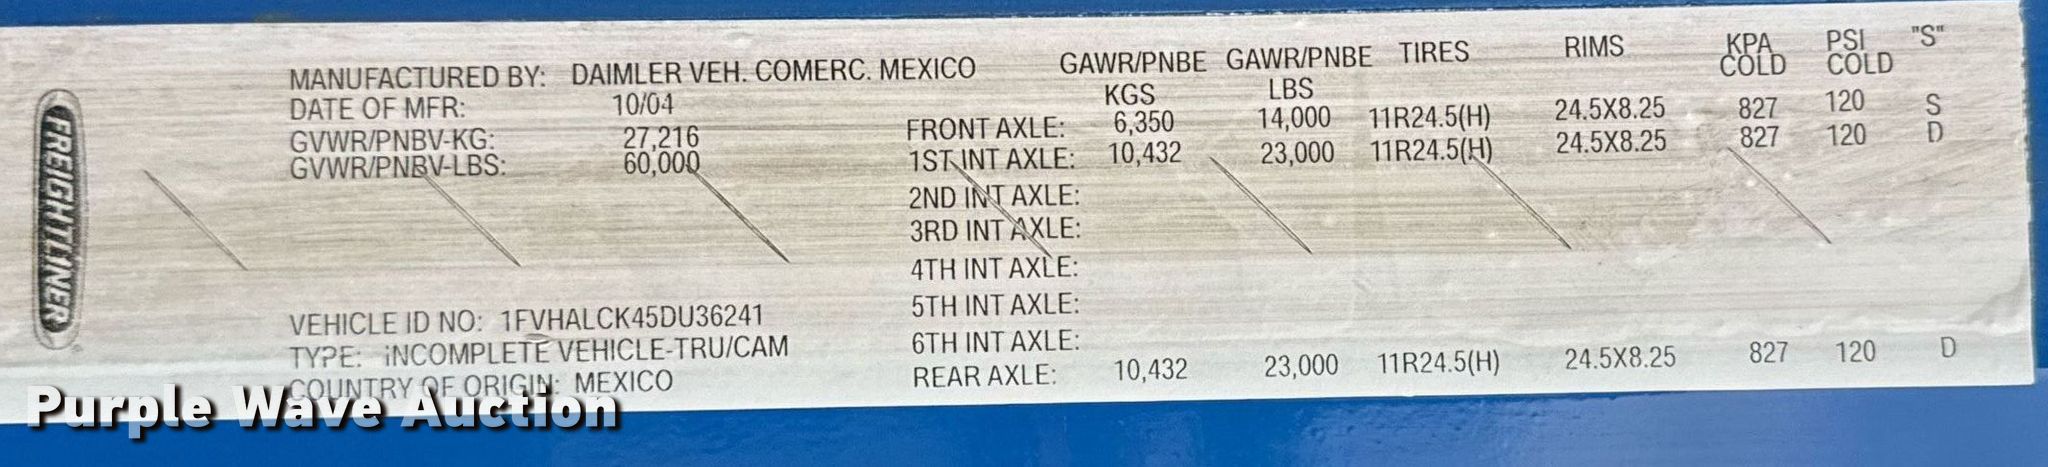 FREIGHTLINER
MANUFACTURED BY: DAIMLER VEH. COMERC. MEXICO
DATE OF MFR: 10/04
GVWR/PNBV-KG: 27,216
GVWR/PNBV-LBS: 60,000
VEHICLE ID NO: 1FVHALCK45DU36241
TYPE: INCOMPLETE VEHICLE-TRU/CAM
COUNTRY OF ORIGIN: MEXICO
GAWR/PNBE KGS GAWR/PNBE LBS TIRES RIMS KPA COLD PSI COLD "S"
FRONT AXLE: 6,350 14,000 11R24.5(H) 24.5X8.25 827 120 S
1ST INT AXLE: 10,432 23,000 11R24.5(H) 24.5X8.25 827 120 D
2ND INT AXLE:
3RD INT AXLE:
4TH INT AXLE:
5TH INT AXLE:
6TH INT AXLE:
REAR AXLE: 10,432 23,000 11R24.5(H) 24.5X8.25 827 120 D
Purple Wave Auction